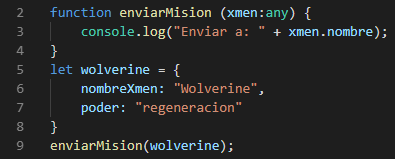 2 function enviarMision (xmen:any) {
3     console.log("Enviar a: " + xmen.nombre);
4 }
5 let wolverine = {
6     nombreXmen: "Wolverine",
7     poder: "regeneracion"
8 }
9 enviarMision(wolverine);